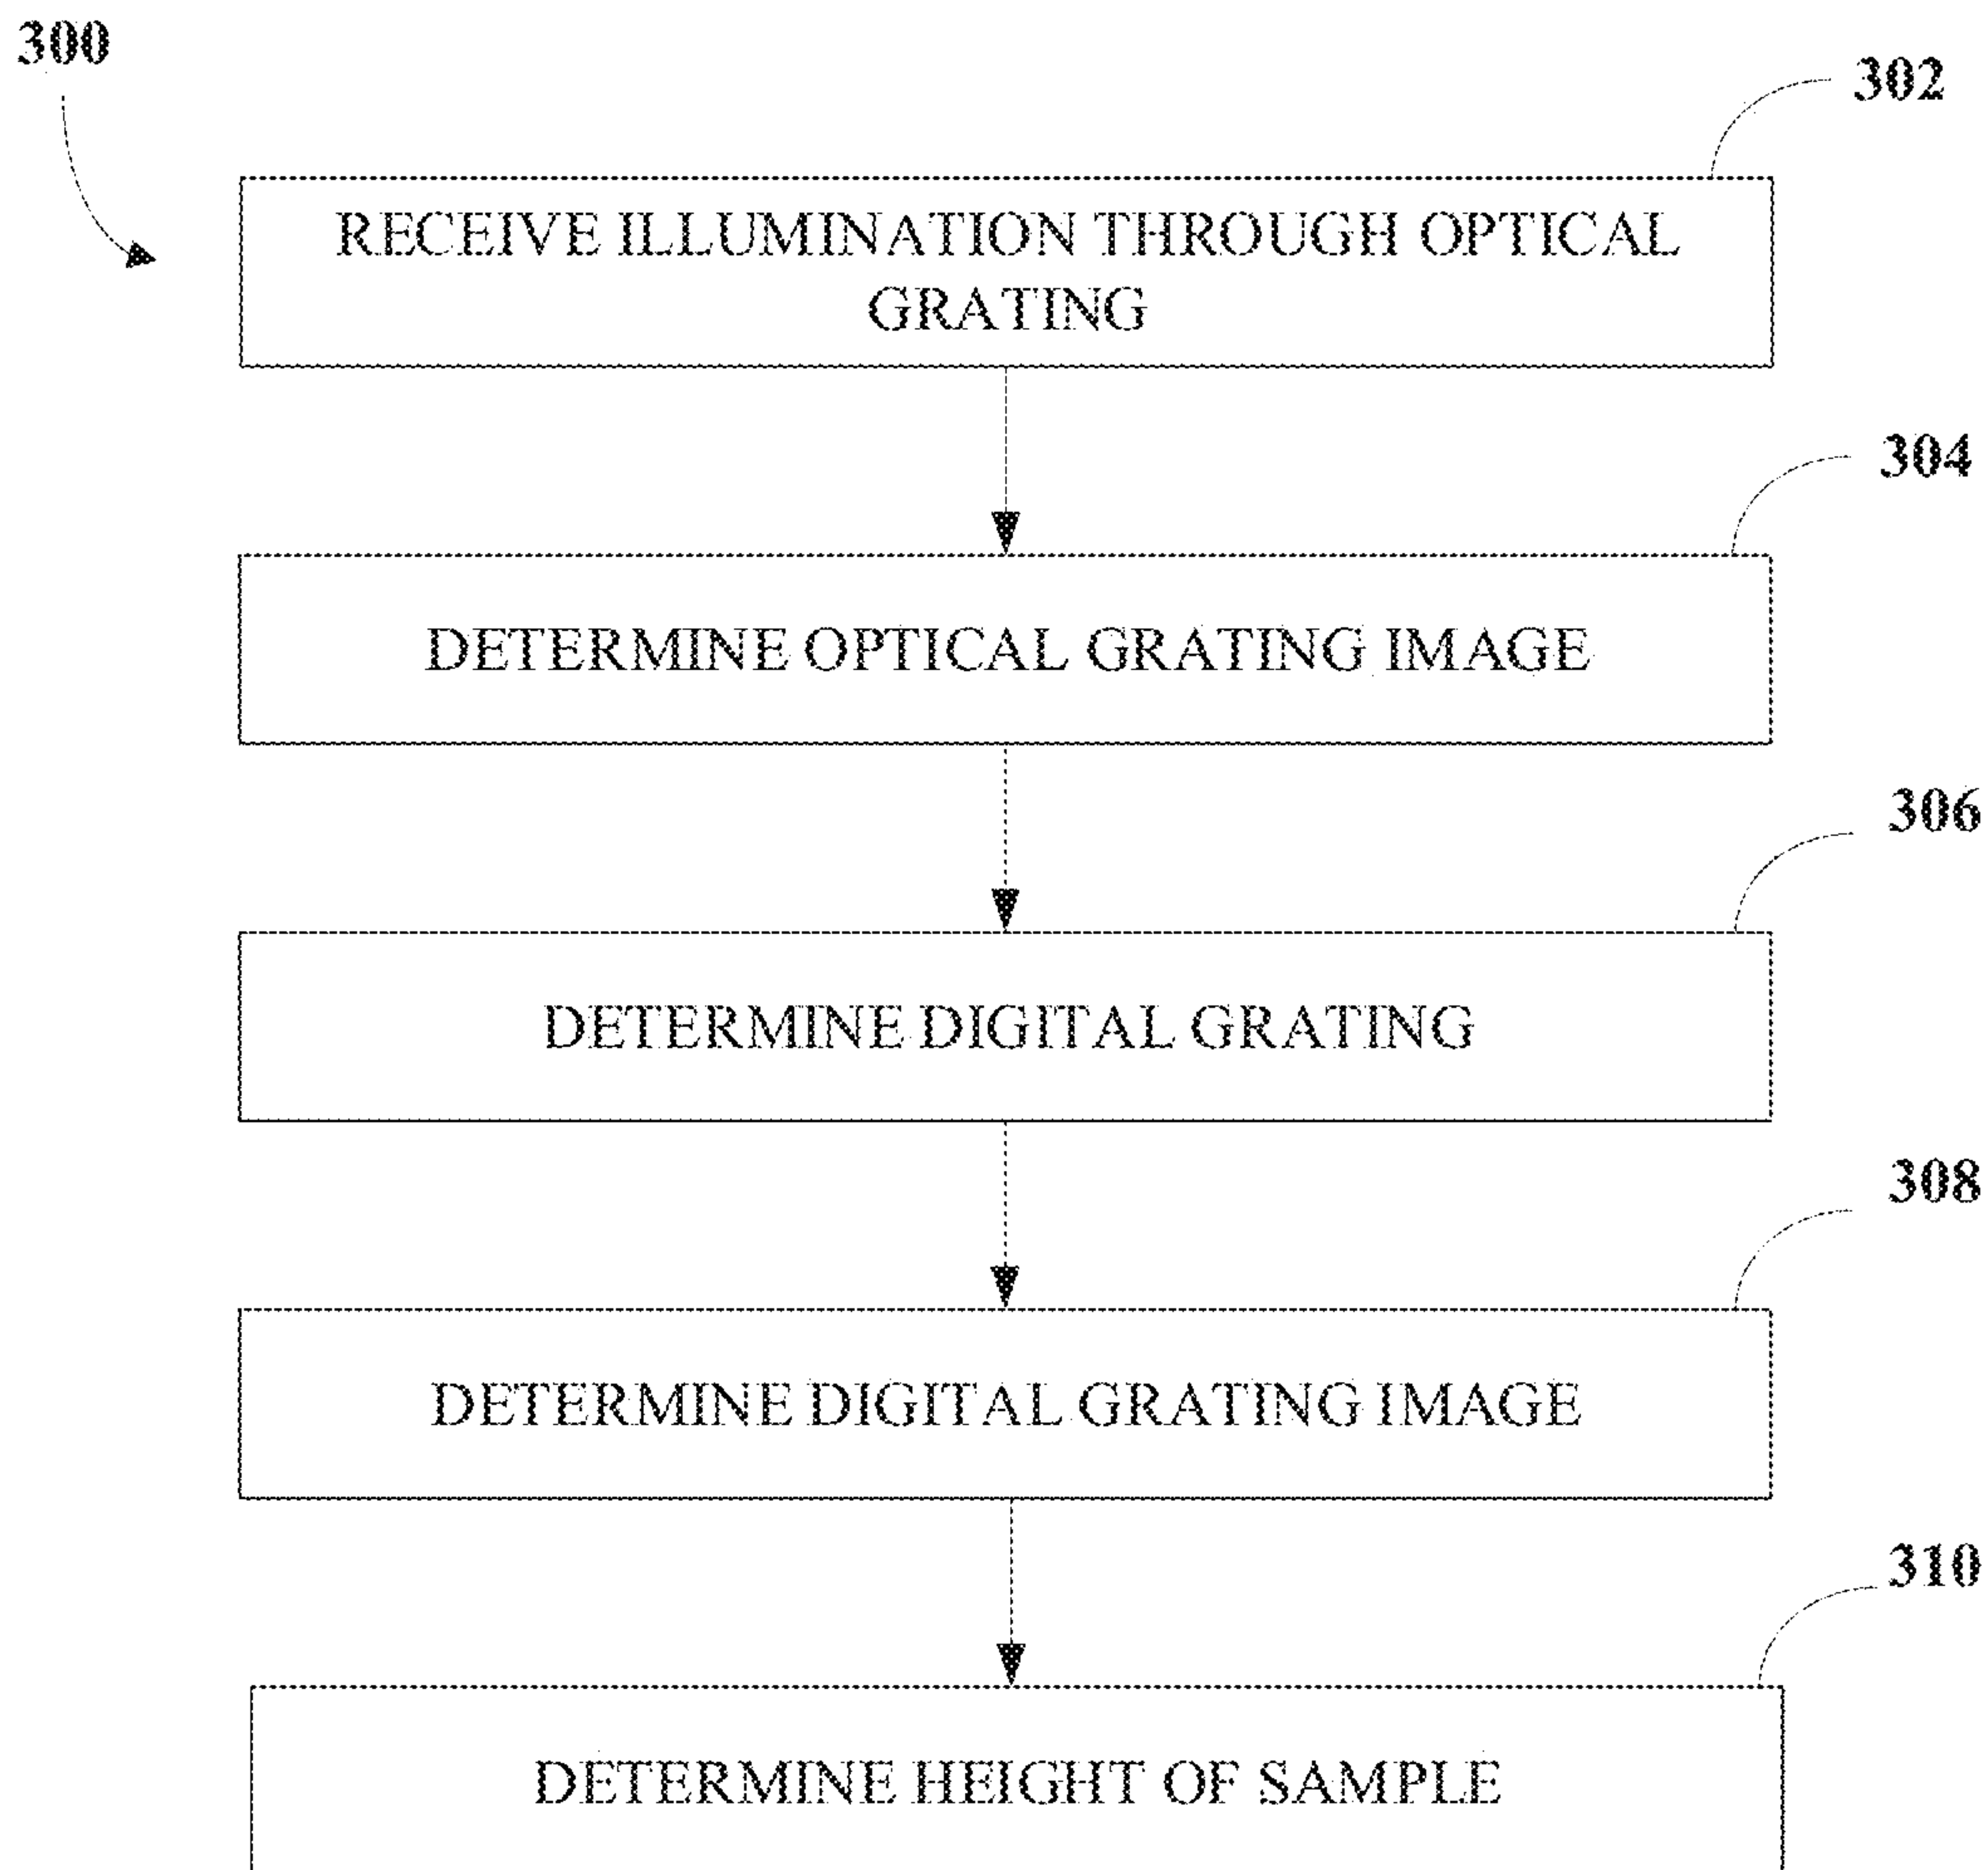 300
302
RECEIVE ILLUMINATION THROUGH OPTICAL
GRATING
304
DETERMINE OPTICAL GRATING IMAGE
306
DETERMINE DIGITAL GRATING
308
DETERMINE DIGITAL GRATING IMAGE
310
DETERMINE HEIGHT OF SAMPLE